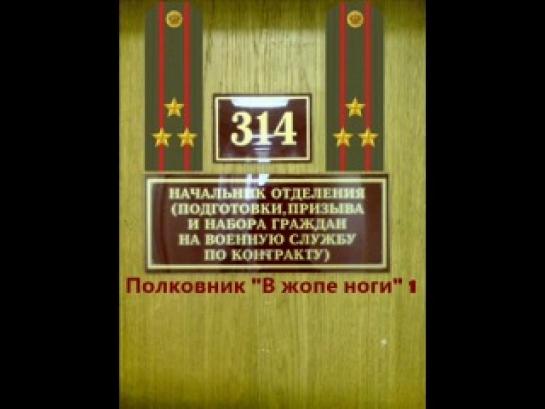 314
НАЧАЛЬНИК ОТДЕЛЕНИЯ
(ПОДГОТОВКИ, ПРИЗЫВА
И НАБОРА ГРАЖДАН
НА ВОЕННУЮ СЛУЖБУ
ПО КОНТРАКТУ)
Полковник "В жопе ноги" 1